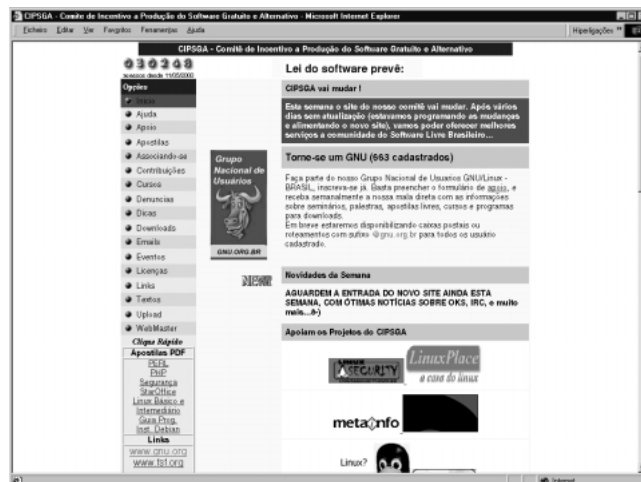 CIPSGA - Comite de Incentivo a Produção do Software Gratuito e Alternativo - Microsoft Internet Explorer
Ficheiro Editar Ver Favoritos Ferramentas Ajuda
Hiperligações »
CIPSGA - Comitê de Incentivo a Produção do Software Gratuito e Alternativo
030248
Acessos desde 11/05/2000
Opções
Início
Ajuda
Apoio
Apostilas
Associando-se
Contribuições
Cursos
Denuncias
Dicas
Downloads
Emails
Eventos
Licenças
Links
Textos
Upload
WebMaster
Clique Rápido
Apostilas PDF
PERL
PHP
Segurança
StarOffice
Linux Básico e
Intermediário
Guia Prog.
Inst. Debian
Links
www.gnu.org
www.fsf.org
Grupo
Nacional de
Usuários
GNU.ORG.BR
NEW!
Lei do software prevê:
CIPSGA vai mudar !
Esta semana o site do nosso comitê vai mudar. Após vários
dias sem atualização (estavamos programando as mudanças
e alimentando o novo site), vamos poder oferecer melhores
serviços a comunidade do Software Livre Brasileiro...
Torne-se um GNU (663 cadastrados)
Faça parte do nosso Grupo Nacional de Usuarios GNU/Linux -
BRASIL, inscreva-se já. Basta preencher o formulário de apoio, e
receba semanalmente a nossa mala direta com as informações
sobre seminários, palestras, apostilas livres, cursos e programas
para downloads.
Em breve estaremos disponibilizando caixas postais ou
roteamentos com sufixo @gnu.org.br para todos os usuário
cadastrado.
Novidades da Semana
AGUARDEM A ENTRADA DO NOVO SITE AINDA ESTA
SEMANA, COM ÓTIMAS NOTÍCIAS SOBRE OKS, IRC, e muito
mais...8-)
Apoiam os Projetos do CIPSGA
LINUX SECURITY
LinuxPlace
a casa do linux
metainfo
Linux?
Internet